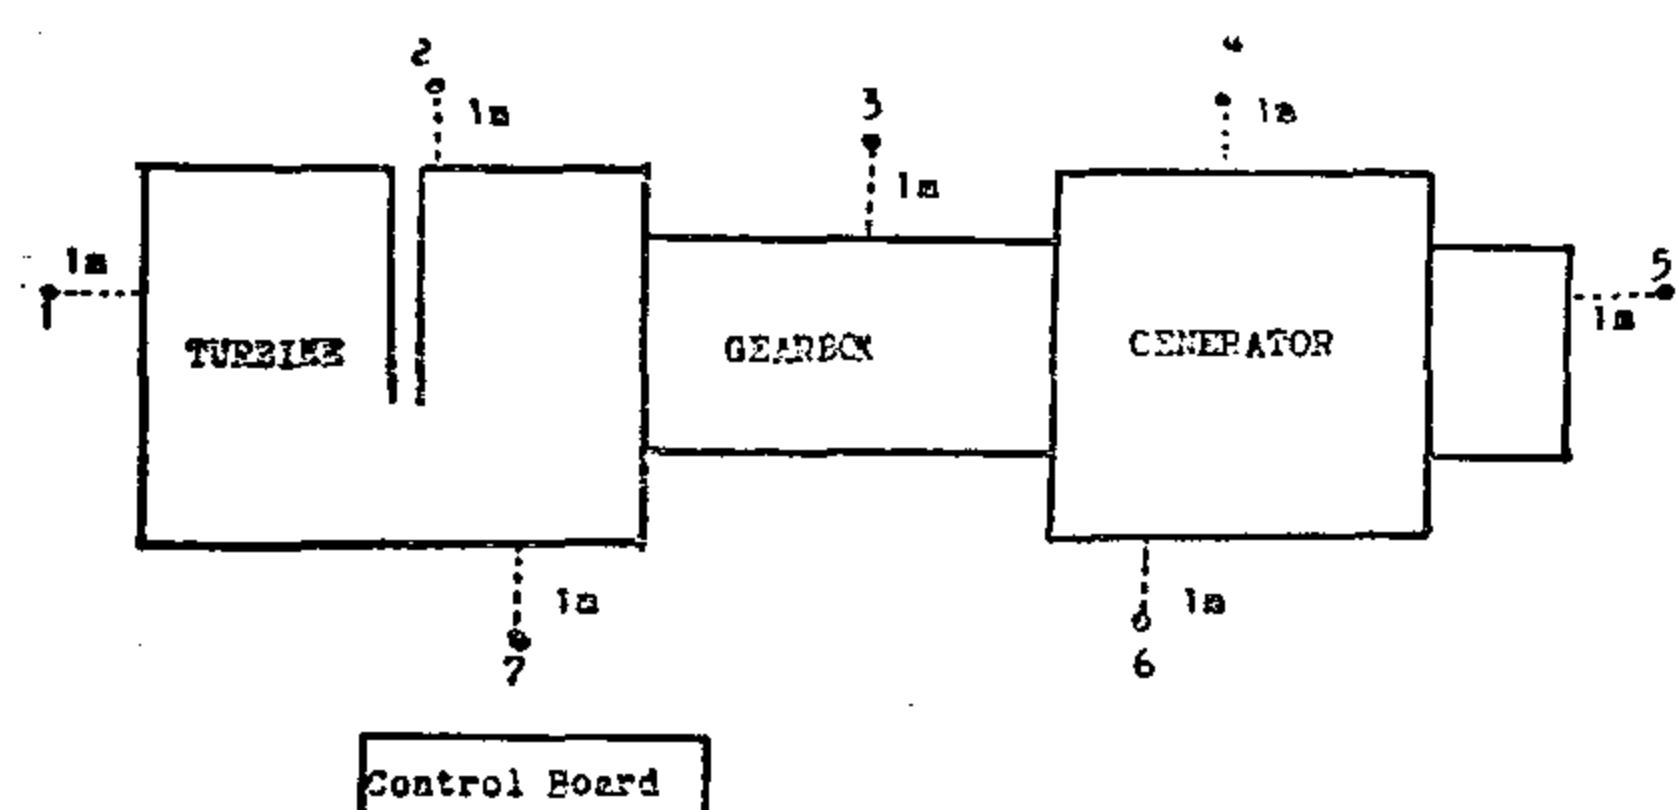 2
1m
3
1m
4
1m
1m
1
5
1m
TURBINE
GEARBOX
GENERATOR
1m
7
1m
6
Control Board